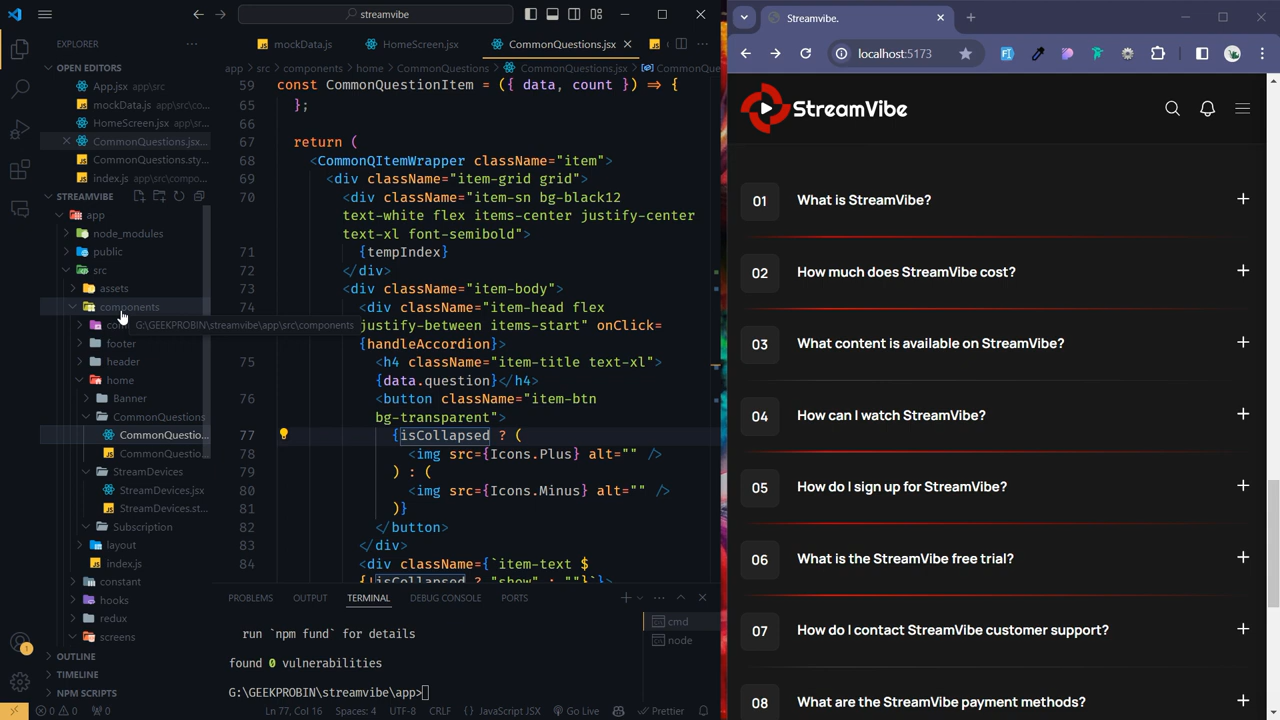 streamvibe
EXPLORER
OPEN EDITORS
App.jsx app\src
mockData.js app\src\co...
HomeScreen.jsx app\sr...
CommonQuestions.jsx...
CommonQuestions.sty...
index.js app\src\compo...
STREAMVIBE
app
node_modules
public
src
assets
components
G:\GEEKPROBIN\streamvibe\app\src\components
footer
header
home
Banner
CommonQuestions
CommonQuestio...
CommonQuestio...
StreamDevices
StreamDevices.jsx
StreamDevices.st...
Subscription
layout
index.js
constant
hooks
redux
screens
OUTLINE
TIMELINE
NPM SCRIPTS
mockData.js
HomeScreen.jsx
CommonQuestions.jsx
app > src > components > home > CommonQuestions > CommonQuestions.jsx > CommonQue
59 const CommonQuestionItem = ({ data, count }) => {
65 };
66
67 return (
68 <CommonQItemWrapper className="item">
69 <div className="item-grid grid">
70 <div className="item-sn bg-black12
text-white flex items-center justify-center
text-xl font-semibold">
71 {tempIndex}
72 </div>
73 <div className="item-body">
74 <div className="item-head flex
justify-between items-start" onClick=
{handleAccordion}>
75 <h4 className="item-title text-xl">
{data.question}</h4>
76 <button className="item-btn
bg-transparent">
77 {isCollapsed ? (
78 <img src={Icons.Plus} alt="" />
79 ) : (
80 <img src={Icons.Minus} alt="" />
81 )}
82 </button>
83 </div>
84 <div className={`item-text $
{!isCollapsed ? "show" : ""}`}>
PROBLEMS
OUTPUT
TERMINAL
DEBUG CONSOLE
PORTS
run `npm fund` for details
found 0 vulnerabilities
G:\GEEKPROBIN\streamvibe\app>
cmd
node
1
0 0 0
Ln 77, Col 16
Spaces: 4
UTF-8
CRLF
{ } JavaScript JSX
Go Live
Prettier
Streamvibe.
localhost:5173
StreamVibe
01 What is StreamVibe?
02 How much does StreamVibe cost?
03 What content is available on StreamVibe?
04 How can I watch StreamVibe?
05 How do I sign up for StreamVibe?
06 What is the StreamVibe free trial?
07 How do I contact StreamVibe customer support?
08 What are the StreamVibe payment methods?